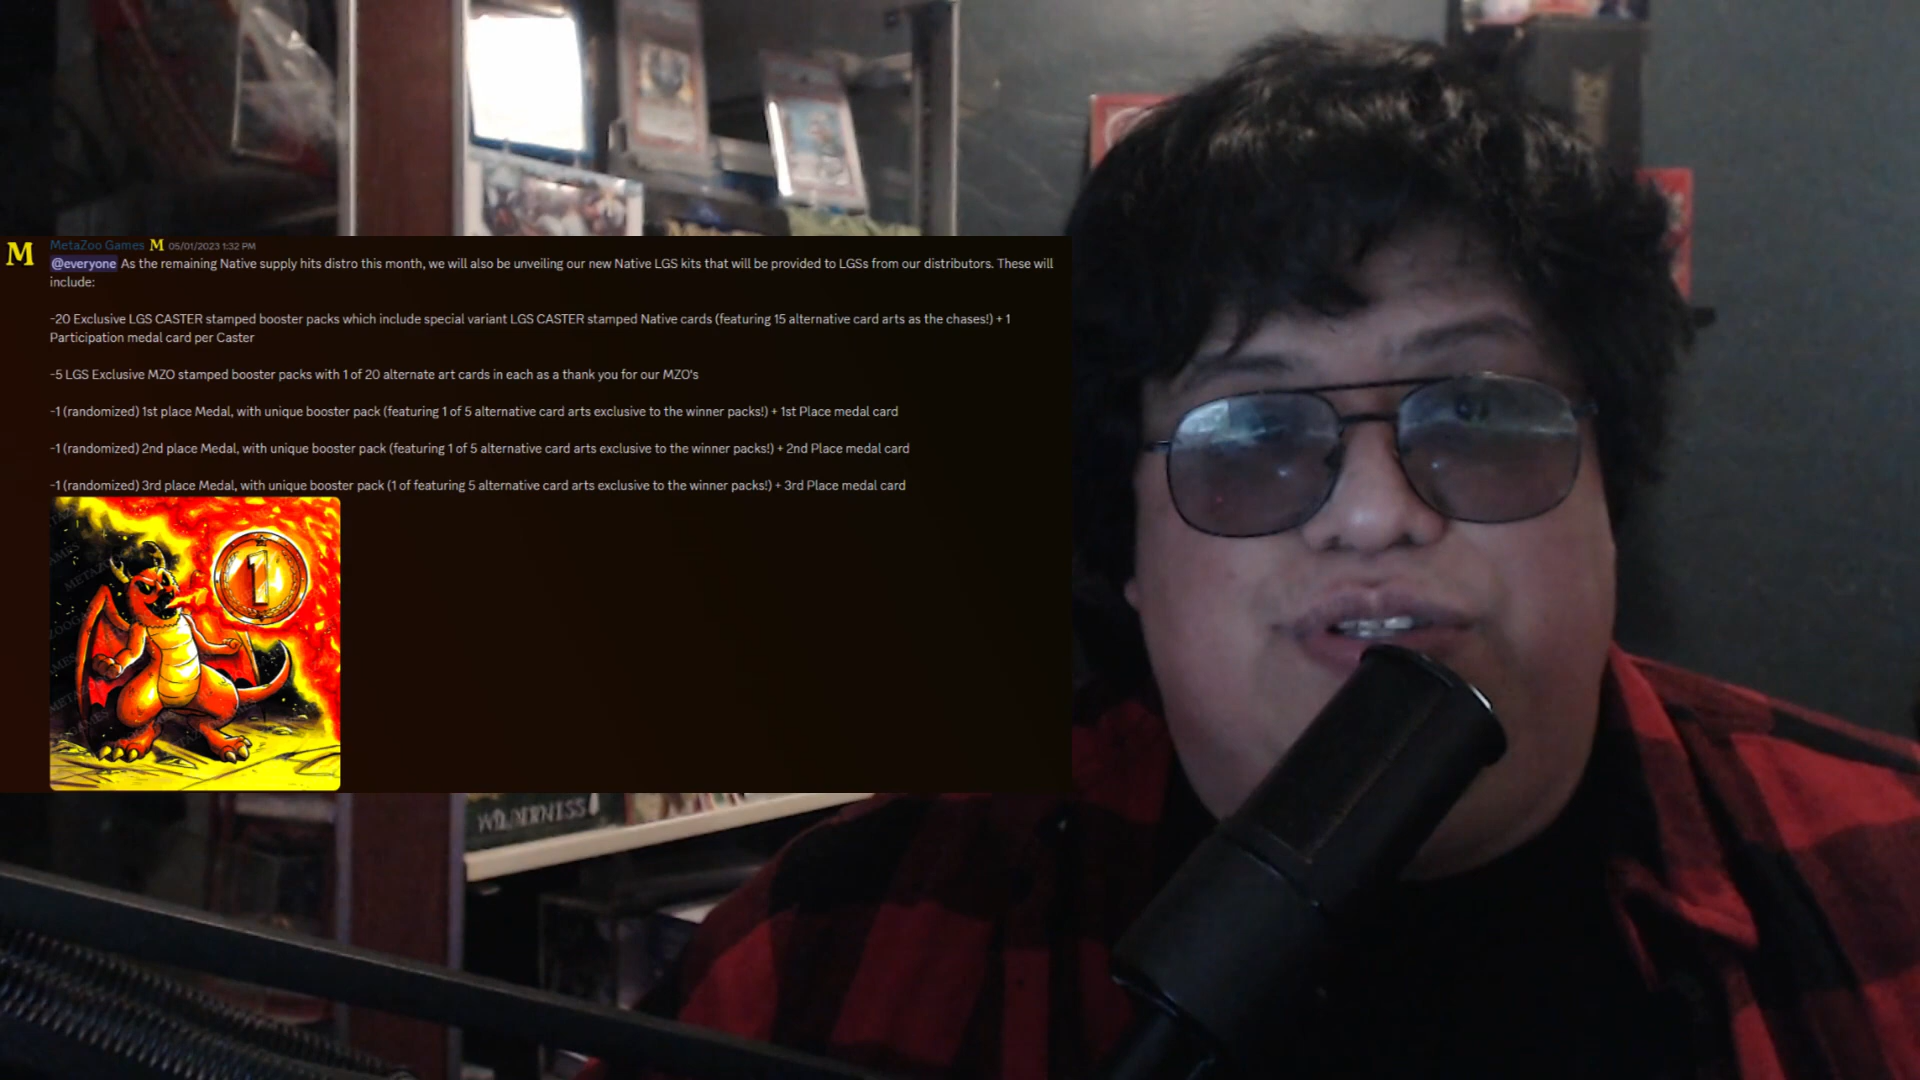 M
MetaZoo Games M 05/01/2023 1:32 PM
@everyone As the remaining Native supply hits distro this month, we will also be unveiling our new Native LGS kits that will be provided to LGSs from our distributors. These will
include:
-20 Exclusive LGS CASTER stamped booster packs which include special variant LGS CASTER stamped Native cards (featuring 15 alternative card arts as the chases!) + 1
Participation medal card per Caster
-5 LGS Exclusive MZO stamped booster packs with 1 of 20 alternate art cards in each as a thank you for our MZO's
-1 (randomized) 1st place Medal, with unique booster pack (featuring 1 of 5 alternative card arts exclusive to the winner packs!) + 1st Place medal card
-1 (randomized) 2nd place Medal, with unique booster pack (featuring 1 of 5 alternative card arts exclusive to the winner packs!) + 2nd Place medal card
-1 (randomized) 3rd place Medal, with unique booster pack (1 of featuring 5 alternative card arts exclusive to the winner packs!) + 3rd Place medal card
1
WILDERNESS